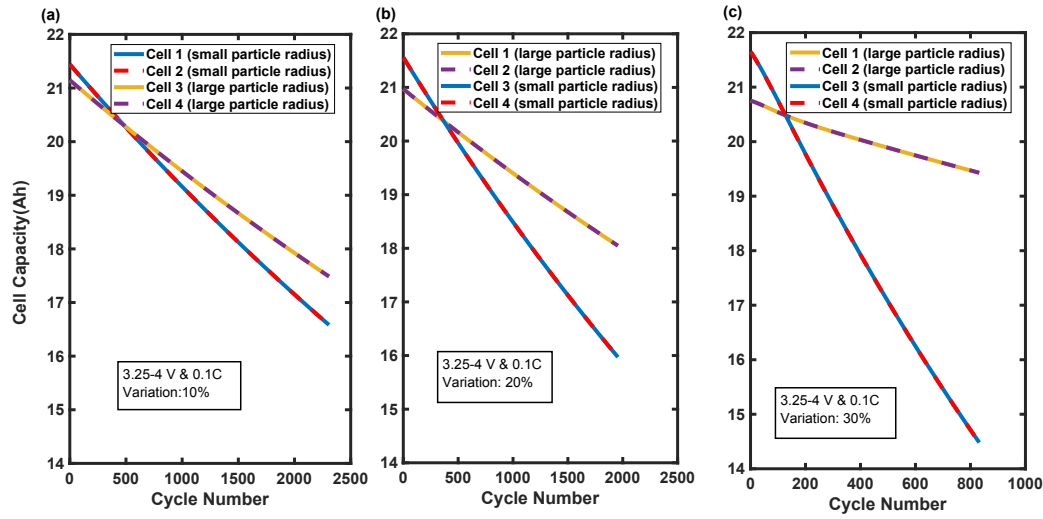 (a)
22
21
20
19
18
17
16
15
14
Cell Capacity(Ah)
Cell 1 (small particle radius)
Cell 2 (small particle radius)
Cell 3 (large particle radius)
Cell 4 (large particle radius)
3.25-4 V & 0.1C
Variation:10%
0 500 1000 1500 2000 2500
Cycle Number
(b)
22
21
20
19
18
17
16
15
14
Cell 1 (large particle radius)
Cell 2 (large particle radius)
Cell 3 (small particle radius)
Cell 4 (small particle radius)
3.25-4 V & 0.1C
Variation: 20%
0 500 1000 1500 2000 2500
Cycle Number
(c)
22
21
20
19
18
17
16
15
14
Cell 1 (large particle radius)
Cell 2 (large particle radius)
Cell 3 (small particle radius)
Cell 4 (small particle radius)
3.25-4 V & 0.1C
Variation: 30%
0 200 400 600 800 1000
Cycle Number